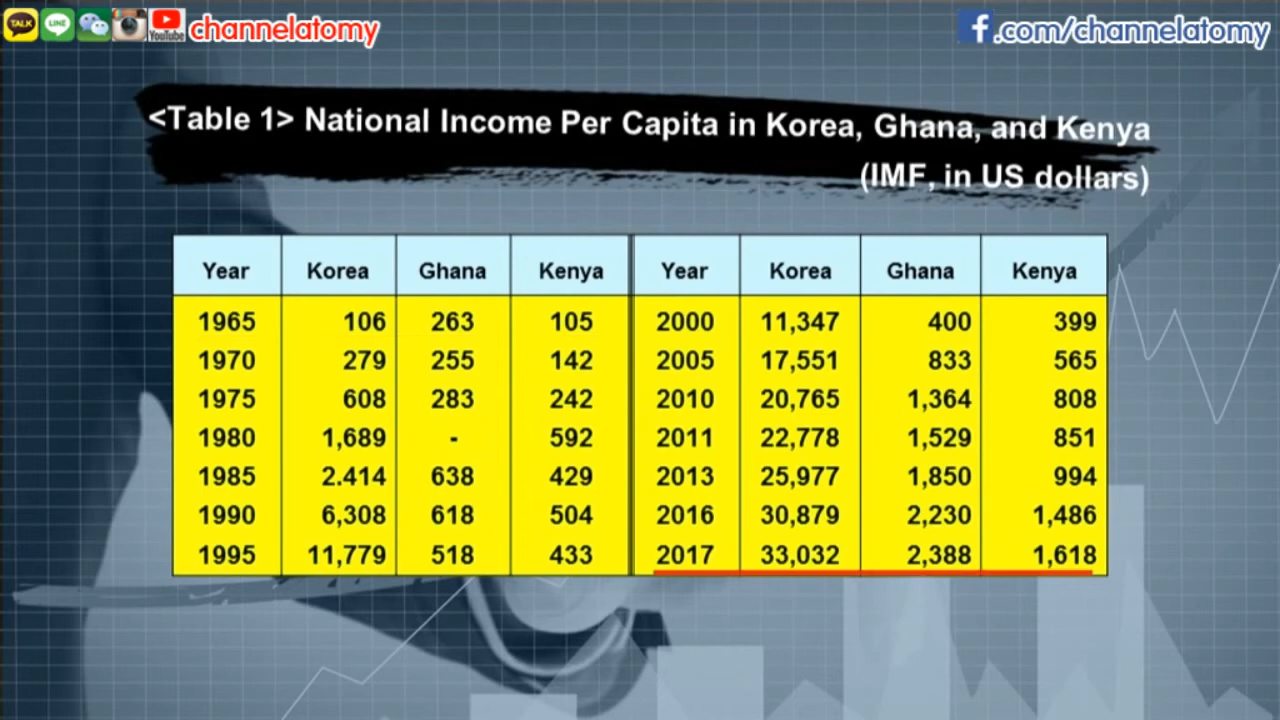 TALK LINE YouTube channelatomy f.com/channelatomy
<Table 1> National Income Per Capita in Korea, Ghana, and Kenya
(IMF, in US dollars)
Year Korea Ghana Kenya Year Korea Ghana Kenya
1965 106 263 105 2000 11,347 400 399
1970 279 255 142 2005 17,551 833 565
1975 608 283 242 2010 20,765 1,364 808
1980 1,689 - 592 2011 22,778 1,529 851
1985 2.414 638 429 2013 25,977 1,850 994
1990 6,308 618 504 2016 30,879 2,230 1,486
1995 11,779 518 433 2017 33,032 2,388 1,618